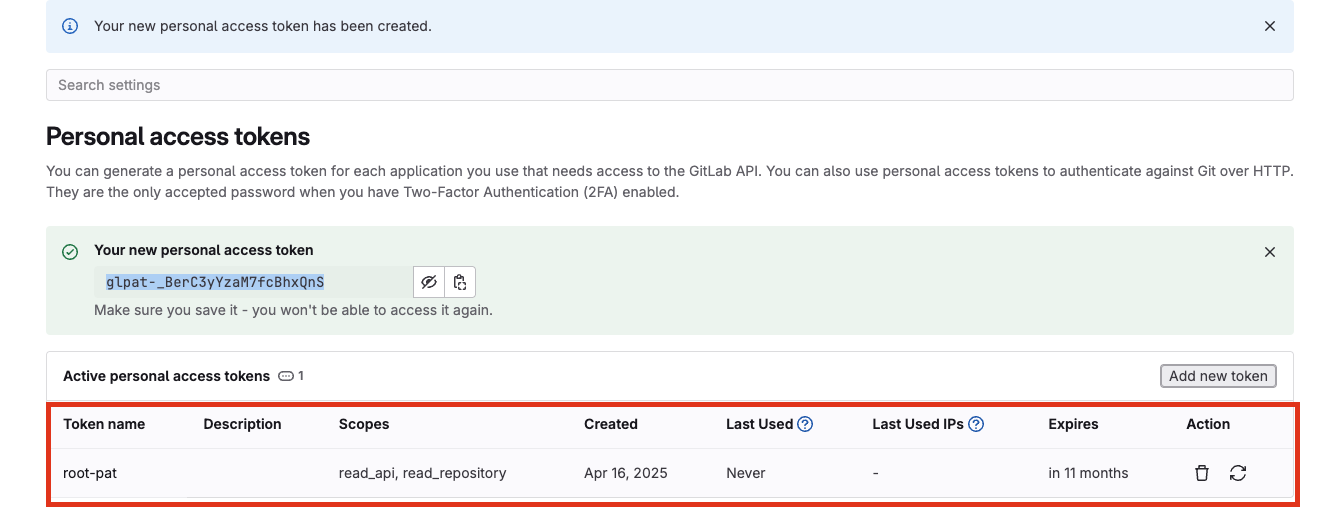 Your new personal access token has been created.
Search settings
Personal access tokens
You can generate a personal access token for each application you use that needs access to the GitLab API. You can also use personal access tokens to authenticate against Git over HTTP.
They are the only accepted password when you have Two-Factor Authentication (2FA) enabled.
Your new personal access token
glpat-_BerC3yYzaM7fcBhxQnS
Make sure you save it - you won't be able to access it again.
Active personal access tokens 1
Add new token
Token name Description Scopes Created Last Used Last Used IPs Expires Action
root-pat read_api, read_repository Apr 16, 2025 Never - in 11 months